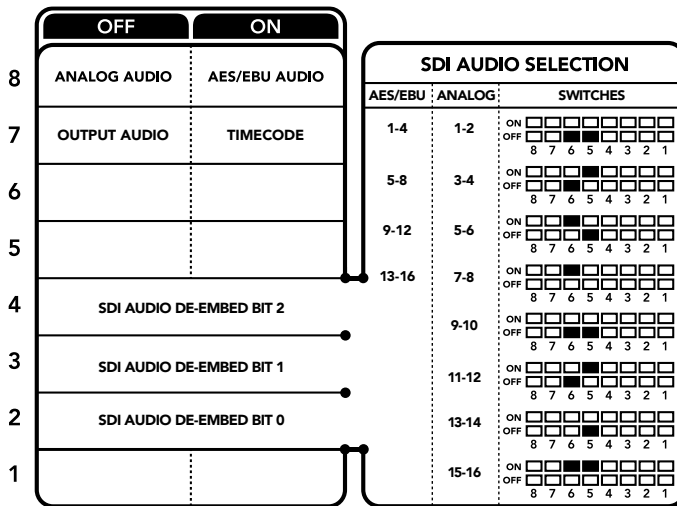 OFF ON
8 ANALOG AUDIO AES/EBU AUDIO
7 OUTPUT AUDIO TIMECODE
6
5
4 SDI AUDIO DE-EMBED BIT 2
3 SDI AUDIO DE-EMBED BIT 1
2 SDI AUDIO DE-EMBED BIT 0
1
SDI AUDIO SELECTION
AES/EBU ANALOG SWITCHES
1-4 1-2
ON
OFF
8 7 6 5 4 3 2 1
5-8 3-4
ON
OFF
8 7 6 5 4 3 2 1
9-12 5-6
ON
OFF
8 7 6 5 4 3 2 1
13-16 7-8
ON
OFF
8 7 6 5 4 3 2 1
9-10
ON
OFF
8 7 6 5 4 3 2 1
11-12
ON
OFF
8 7 6 5 4 3 2 1
13-14
ON
OFF
8 7 6 5 4 3 2 1
15-16
ON
OFF
8 7 6 5 4 3 2 1